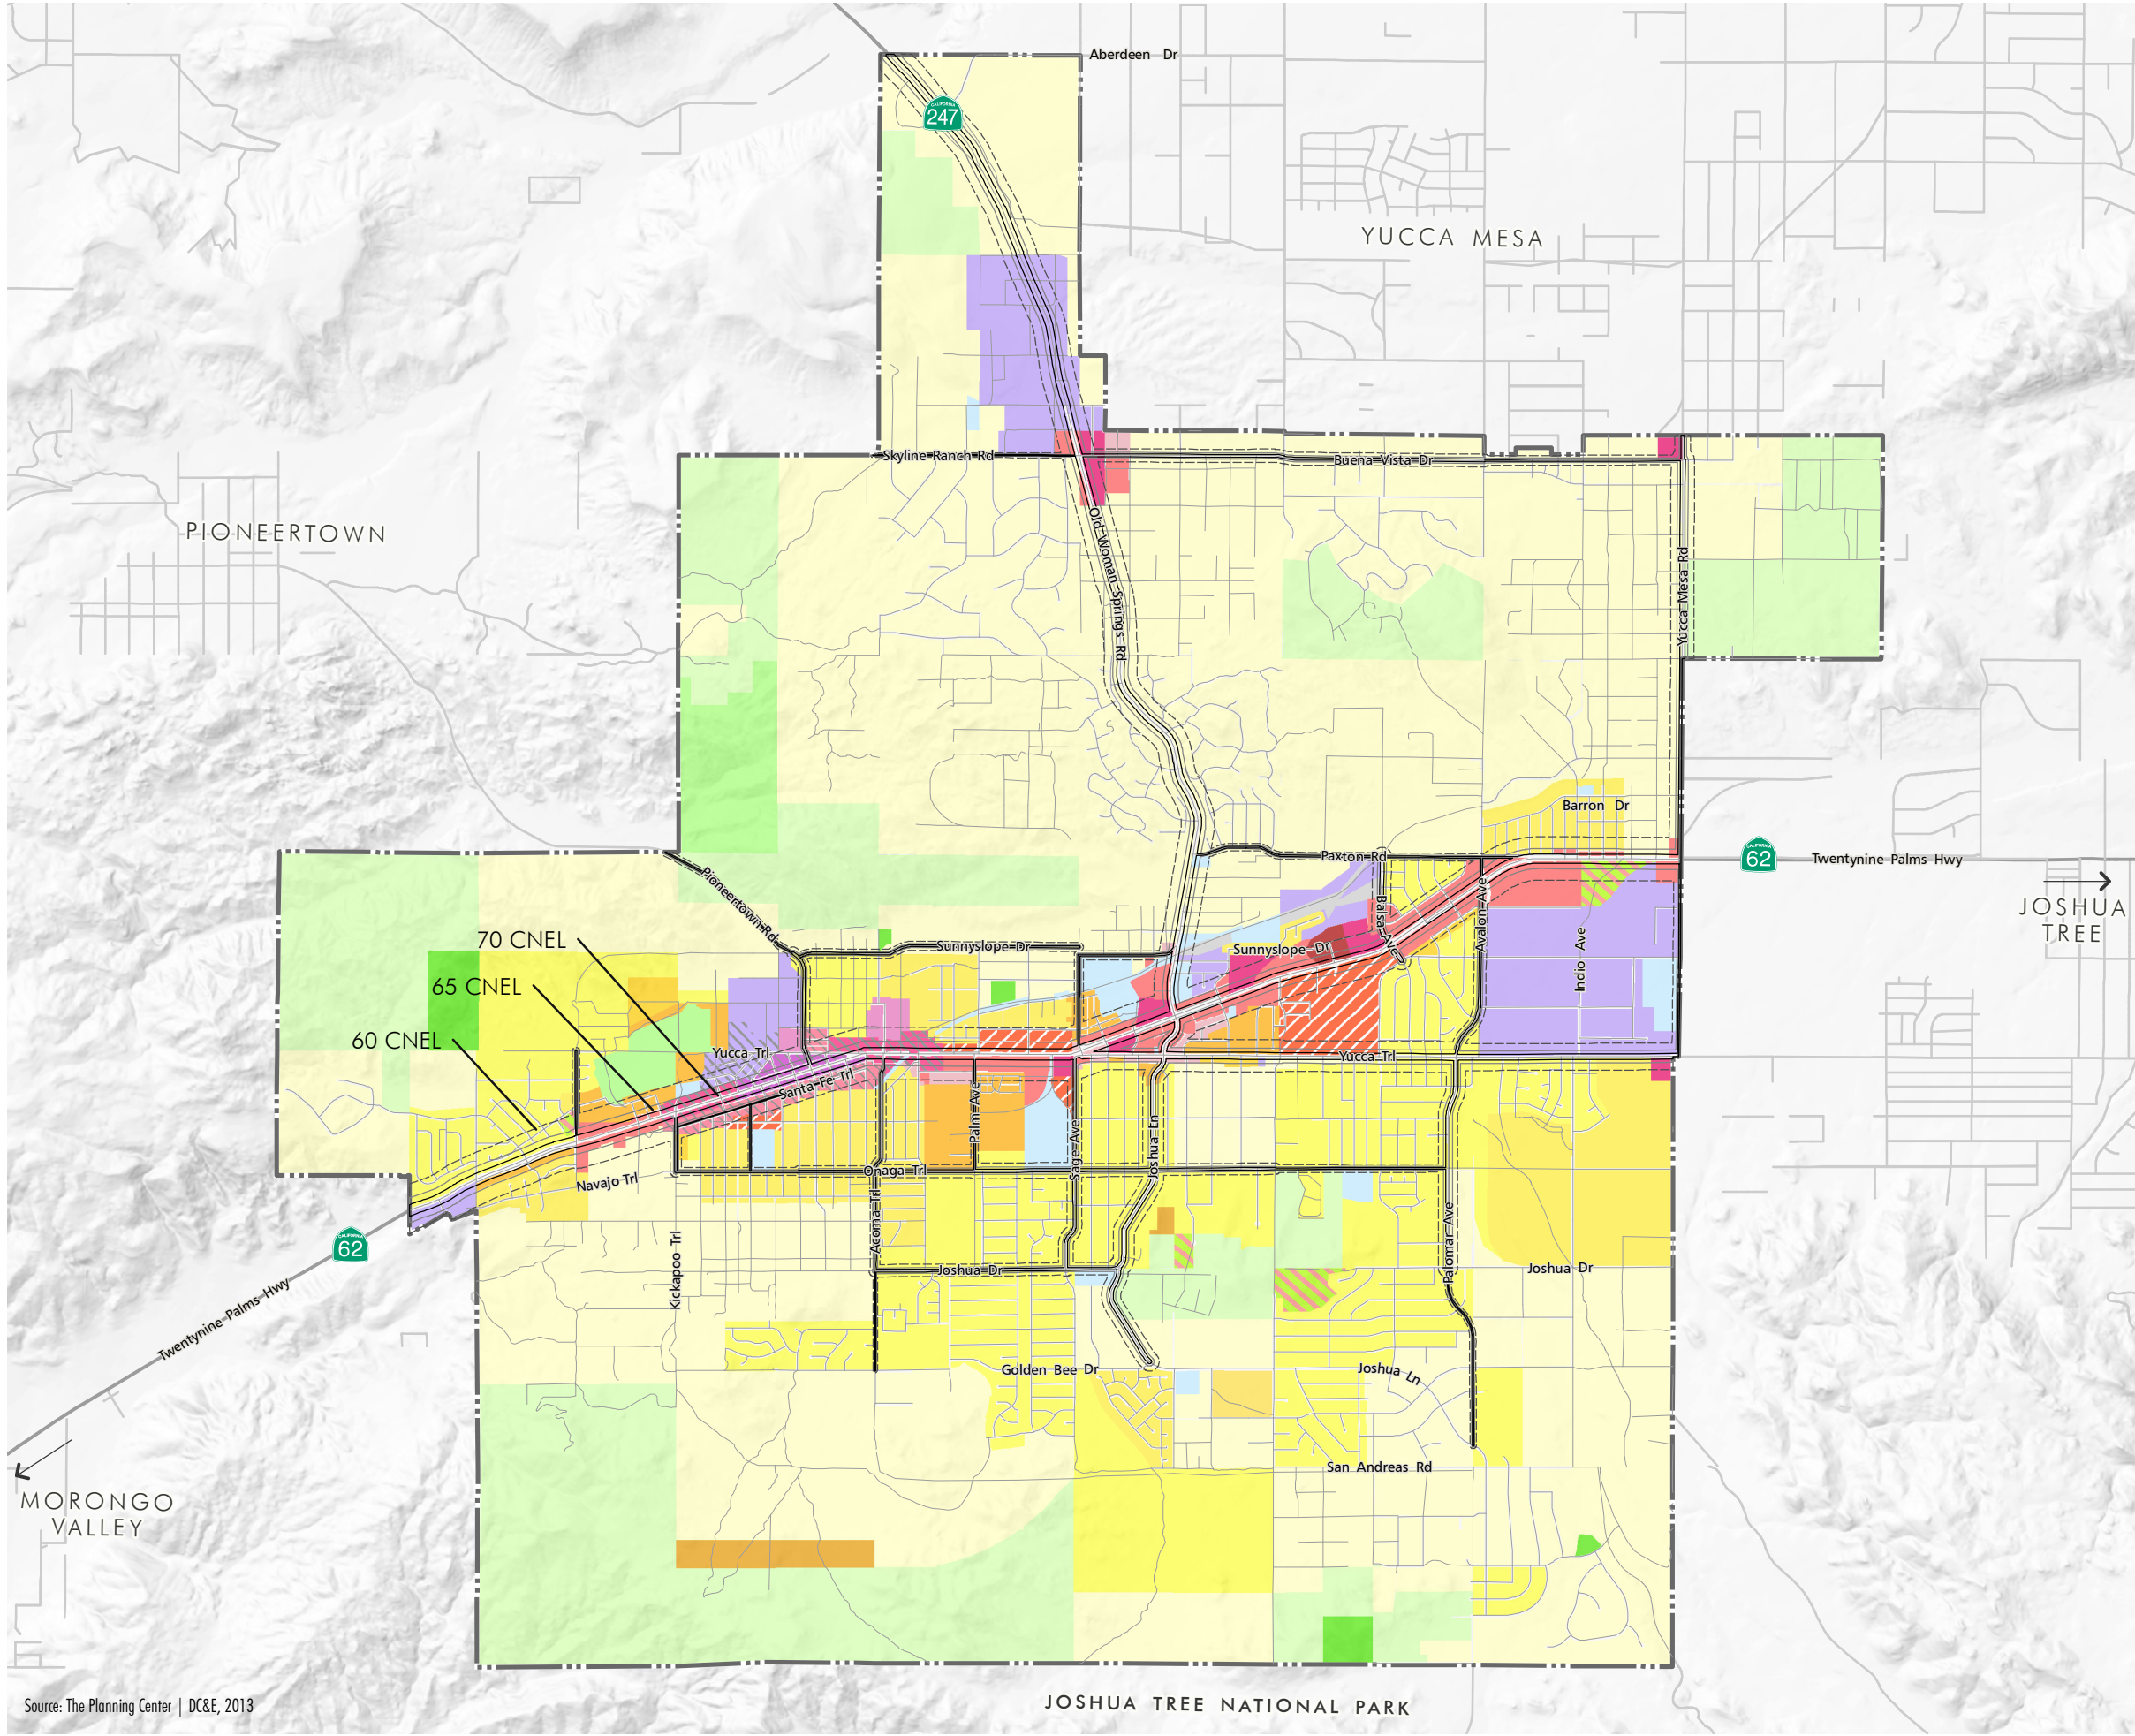 Aberdeen Dr
CALIFORNIA
247
YUCCA MESA
Skyline Ranch Rd
Buena Vista Dr
PIONEERTOWN
Old Woman Springs Rd
Yucca Mesa Rd
Barron Dr
Paxton Rd
CALIFORNIA
62
Twentynine Palms Hwy
Pioneertown Rd
Balsa Ave
Avalon Ave
JOSHUA
TREE
70 CNEL
Sunnyslope Dr
Sunnyslope Dr
Indio Ave
65 CNEL
60 CNEL
Yucca Trl
Yucca Trl
Santa Fe Trl
Palm Ave
Sage Ave
Joshua Ln
Onaga Trl
Navajo Trl
Acoma Trl
Kickapoo Trl
Palomar Ave
CALIFORNIA
62
Joshua Dr
Joshua Dr
Twentynine Palms Hwy
Golden Bee Dr
Joshua Ln
San Andreas Rd
MORONGO
VALLEY
Source: The Planning Center | DC&E, 2013
JOSHUA TREE NATIONAL PARK